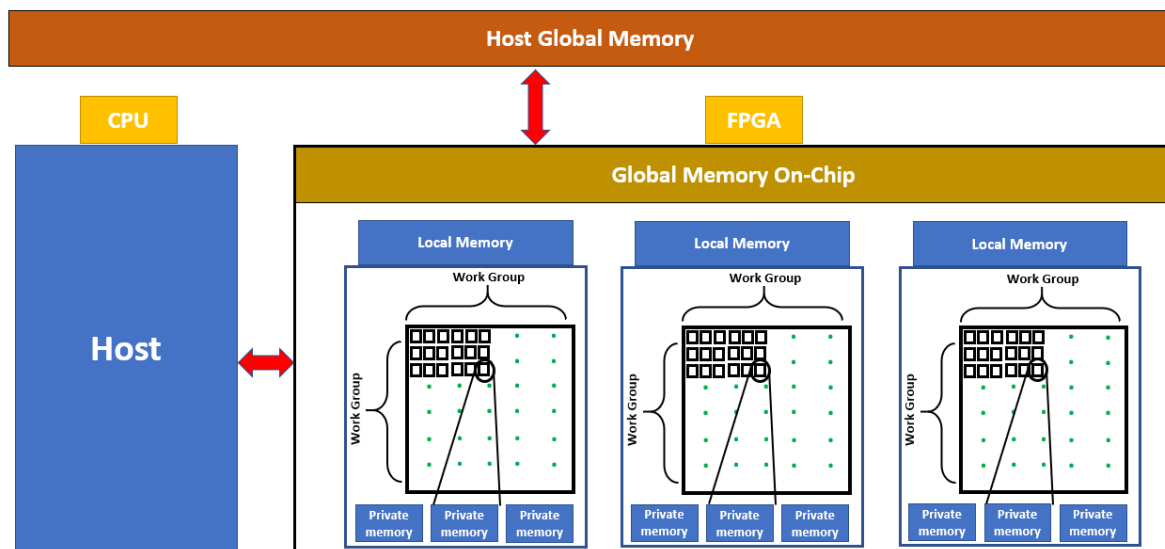 Host Global Memory
CPU
FPGA
Host
Global Memory On-Chip
Local Memory
Work Group
Work Group
Private
memory
Private
memory
Private
memory
Local Memory
Work Group
Work Group
Private
memory
Private
memory
Private
memory
Local Memory
Work Group
Work Group
Private
memory
Private
memory
Private
memory